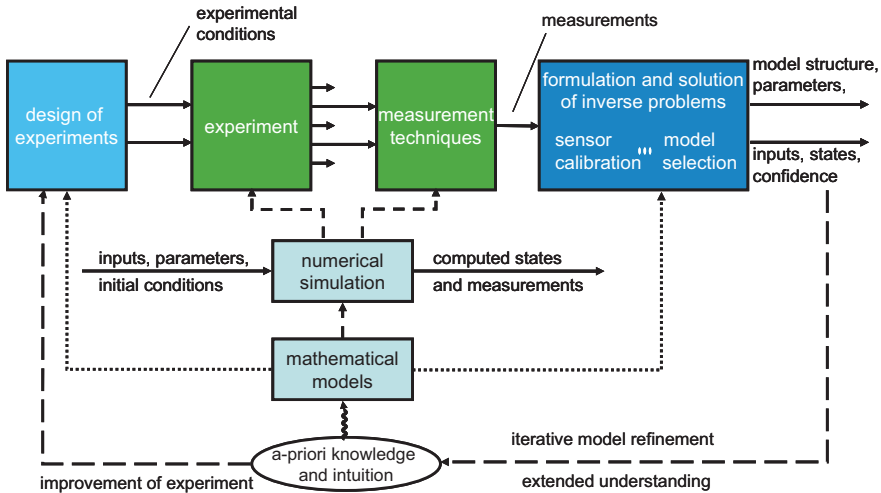 experimental
conditions
measurements
design of
experiments
experiment
measurement
techniques
formulation and solution
of inverse problems
sensor
calibration
model
selection
model structure,
parameters,
inputs, states,
confidence
inputs, parameters,
initial conditions
numerical
simulation
computed states
and measurements
mathematical
models
a-priori knowledge
and intuition
iterative model refinement
extended understanding
improvement of experiment